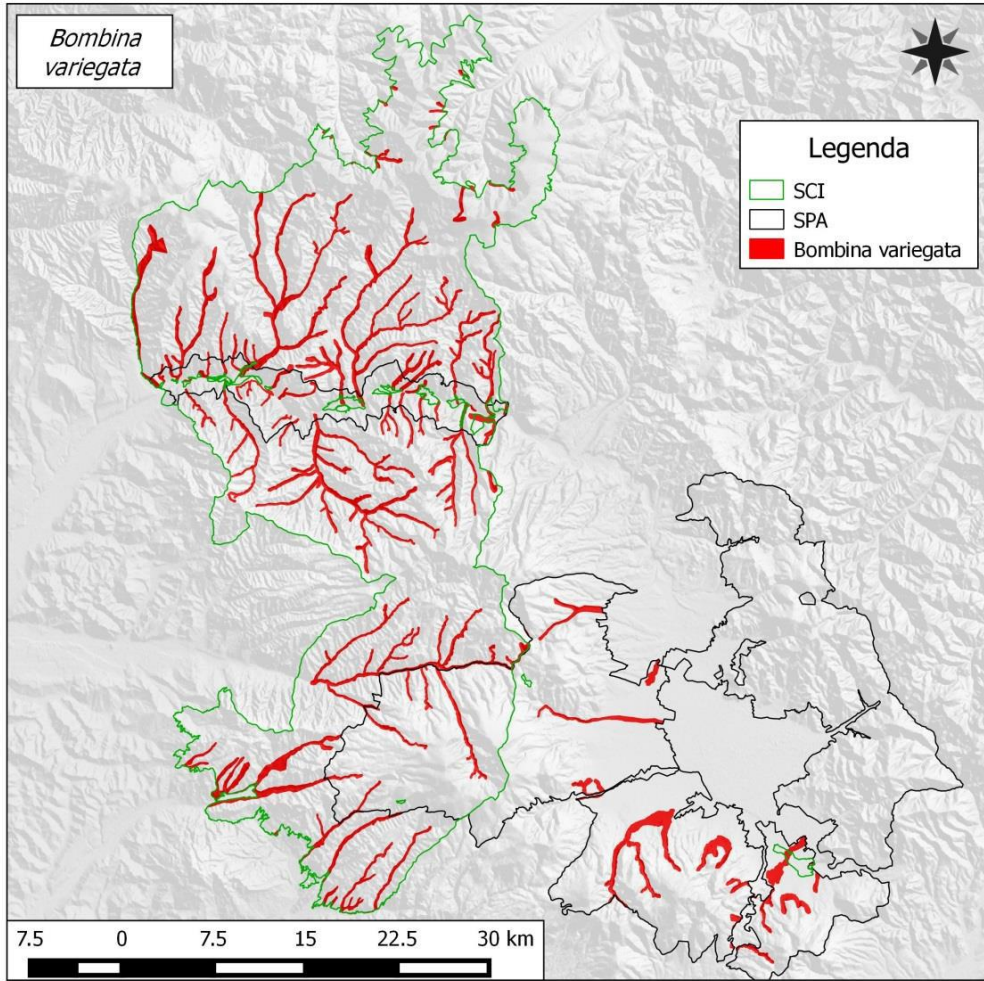 Bombina
variegata
Legenda
SCI
SPA
Bombina variegata
7.5 0 7.5 15 22.5 30 km